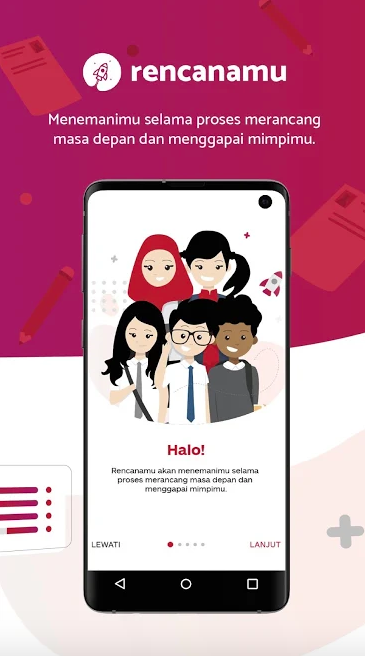 rencanamu
Menemanimu selama proses merancang
masa depan dan menggapai mimpimu.
Halo!
Rencanamu akan menemanimu selama
proses merancang masa depan dan
menggapai mimpimu.
LEWATI
LANJUT